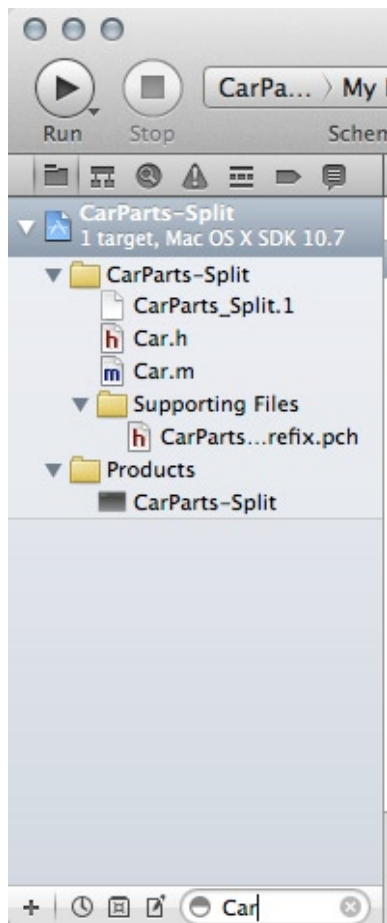 CarPa... 〉 My
Run Stop Schen
CarParts-Split
1 target, Mac OS X SDK 10.7
CarParts-Split
CarParts_Split.1
h Car.h
m Car.m
Supporting Files
h CarParts...refix.pch
Products
CarParts-Split
+ Car